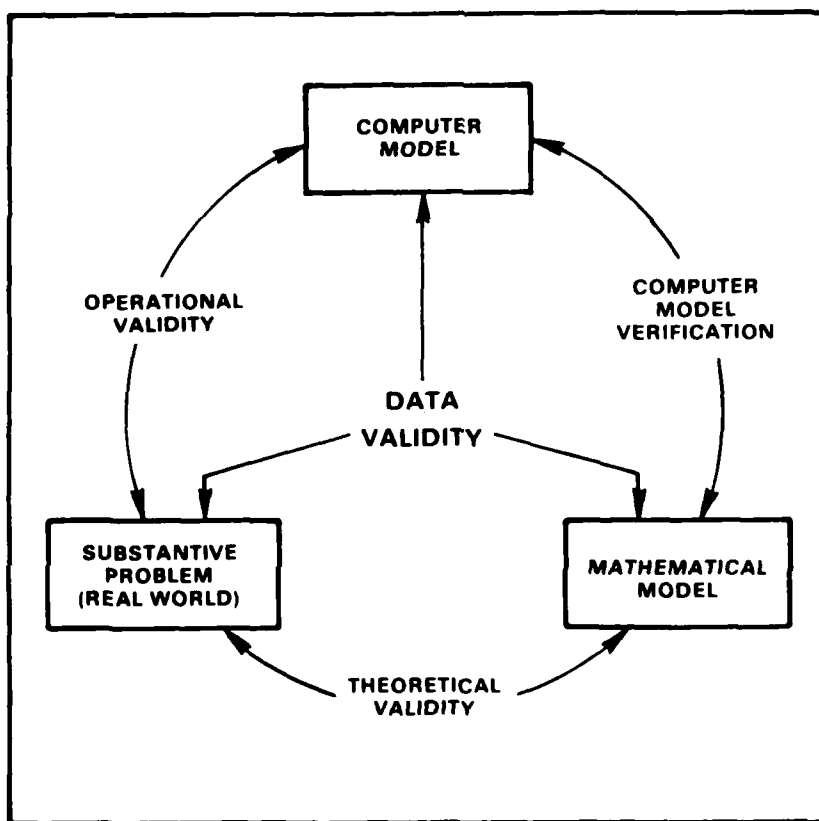 COMPUTER
MODEL
OPERATIONAL
VALIDITY
COMPUTER
MODEL
VERIFICATION
DATA
VALIDITY
SUBSTANTIVE
PROBLEM
(REAL WORLD)
MATHEMATICAL
MODEL
THEORETICAL
VALIDITY